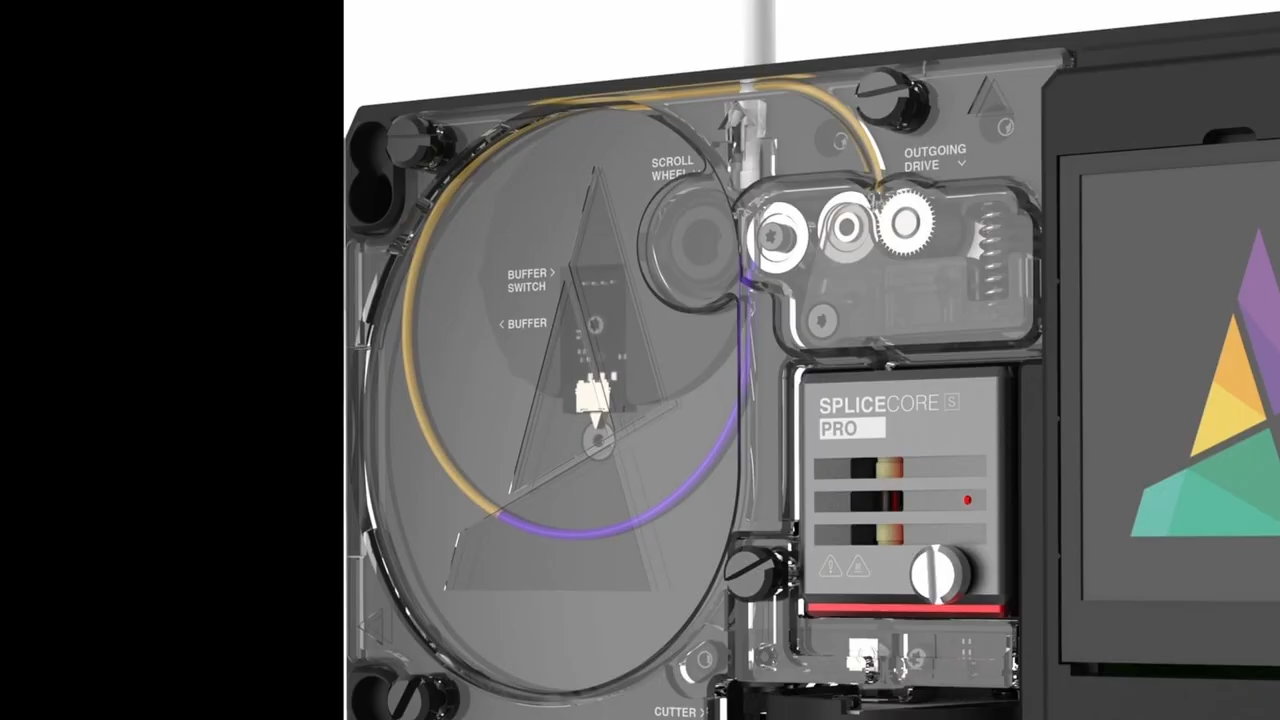 SCROLL
WHEEL
OUTGOING
DRIVE
BUFFER >
SWITCH
< BUFFER
SPLICECORE S
PRO
CUTTER >